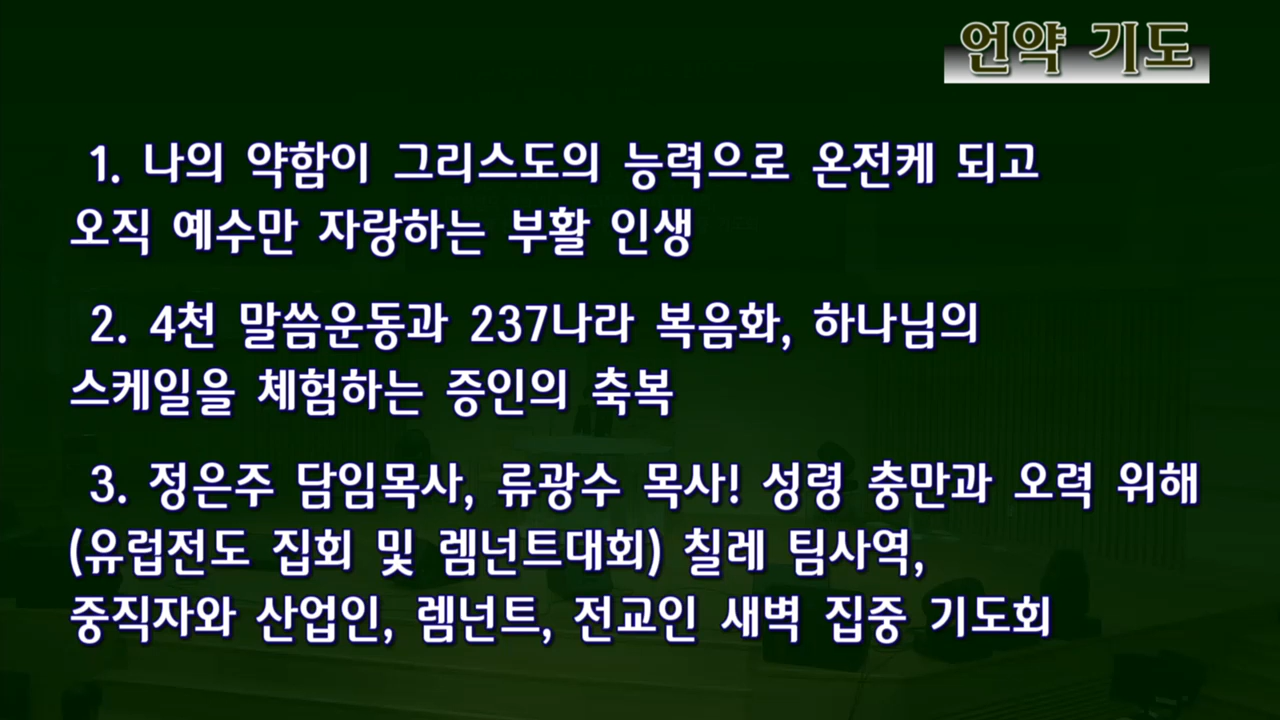 언약 기도
1. 나의 약함이 그리스도의 능력으로 온전케 되고
오직 예수만 자랑하는 부활 인생
2. 4천 말씀운동과 237나라 복음화, 하나님의
스케일을 체험하는 증인의 축복
3. 정은주 담임목사, 류광수 목사! 성령 충만과 오력 위해
(유럽전도 집회 및 렘넌트대회) 칠레 팀사역,
중직자와 산업인, 렘넌트, 전교인 새벽 집중 기도회